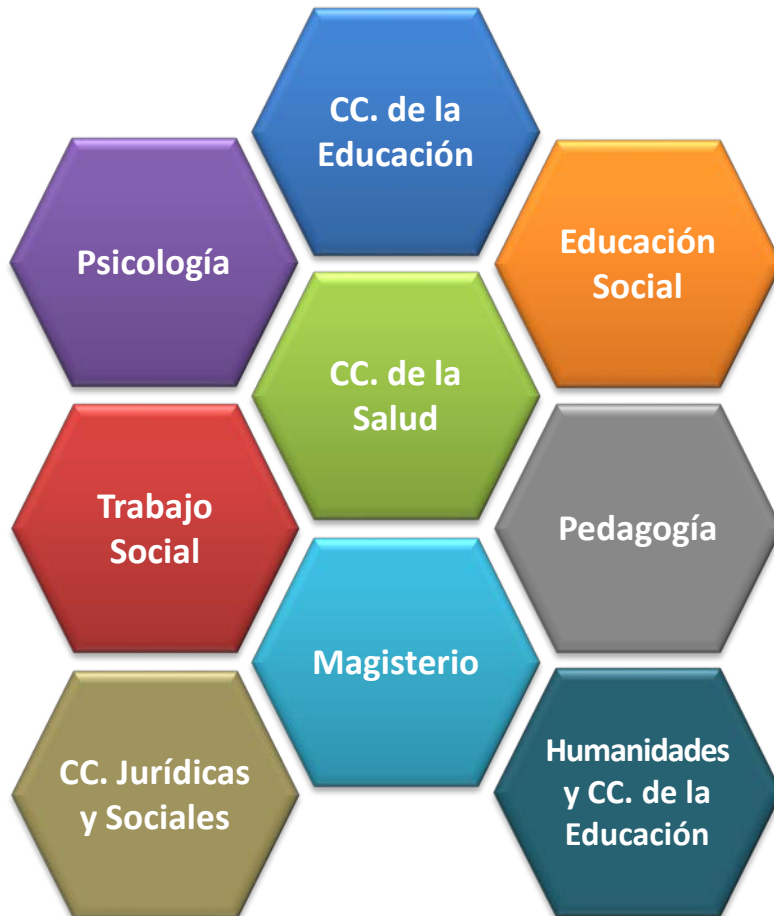 CC. de la
Educación
Psicología
Educación
Social
CC. de la
Salud
Trabajo
Social
Pedagogía
Magisterio
CC. Jurídicas
y Sociales
Humanidades
y CC. de la
Educación